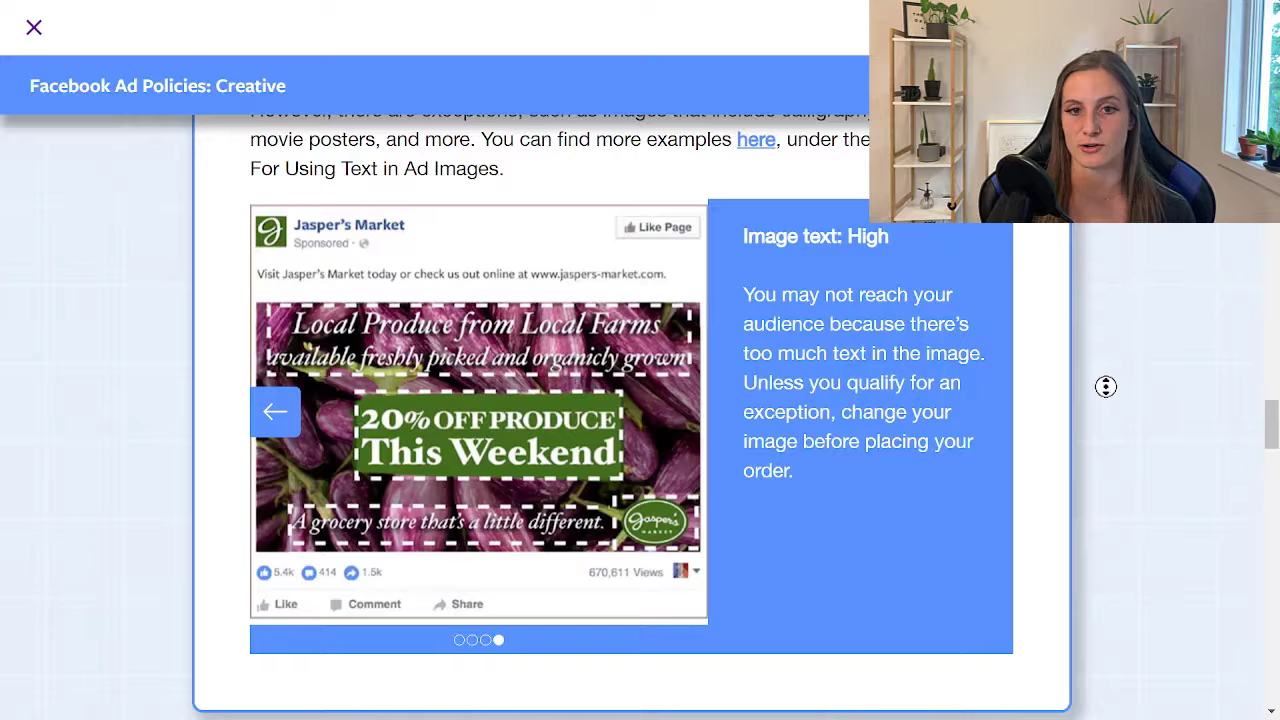 Facebook Ad Policies: Creative
movie posters, and more. You can find more examples here, under the
For Using Text in Ad Images.
Jasper's Market
Sponsored ·
Like Page
Visit Jasper's Market today or check us out online at www.jaspers-market.com.
Local Produce from Local Farms
available freshly picked and organicly grown
20% OFF PRODUCE
This Weekend
A grocery store that's a little different.
Jasper's
MARKET
5.4k 414 1.5k 670,611 Views
Like Comment Share
Image text: High
You may not reach your
audience because there's
too much text in the image.
Unless you qualify for an
exception, change your
image before placing your
order.